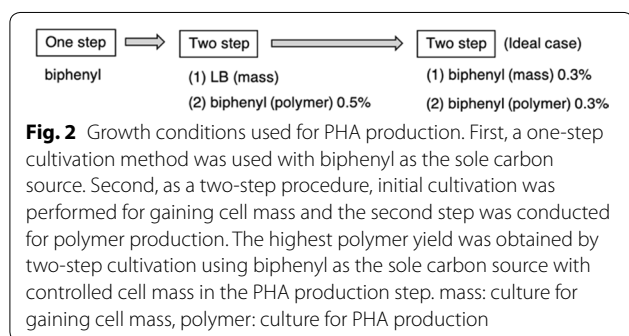 One step Two step Two step (Ideal case)
biphenyl (1) LB (mass) (1) biphenyl (mass) 0.3%
(2) biphenyl (polymer) 0.5% (2) biphenyl (polymer) 0.3%
Fig. 2 Growth conditions used for PHA production. First, a one-step
cultivation method was used with biphenyl as the sole carbon
source. Second, as a two-step procedure, initial cultivation was
performed for gaining cell mass and the second step was conducted
for polymer production. The highest polymer yield was obtained by
two-step cultivation using biphenyl as the sole carbon source with
controlled cell mass in the PHA production step. mass: culture for
gaining cell mass, polymer: culture for PHA production